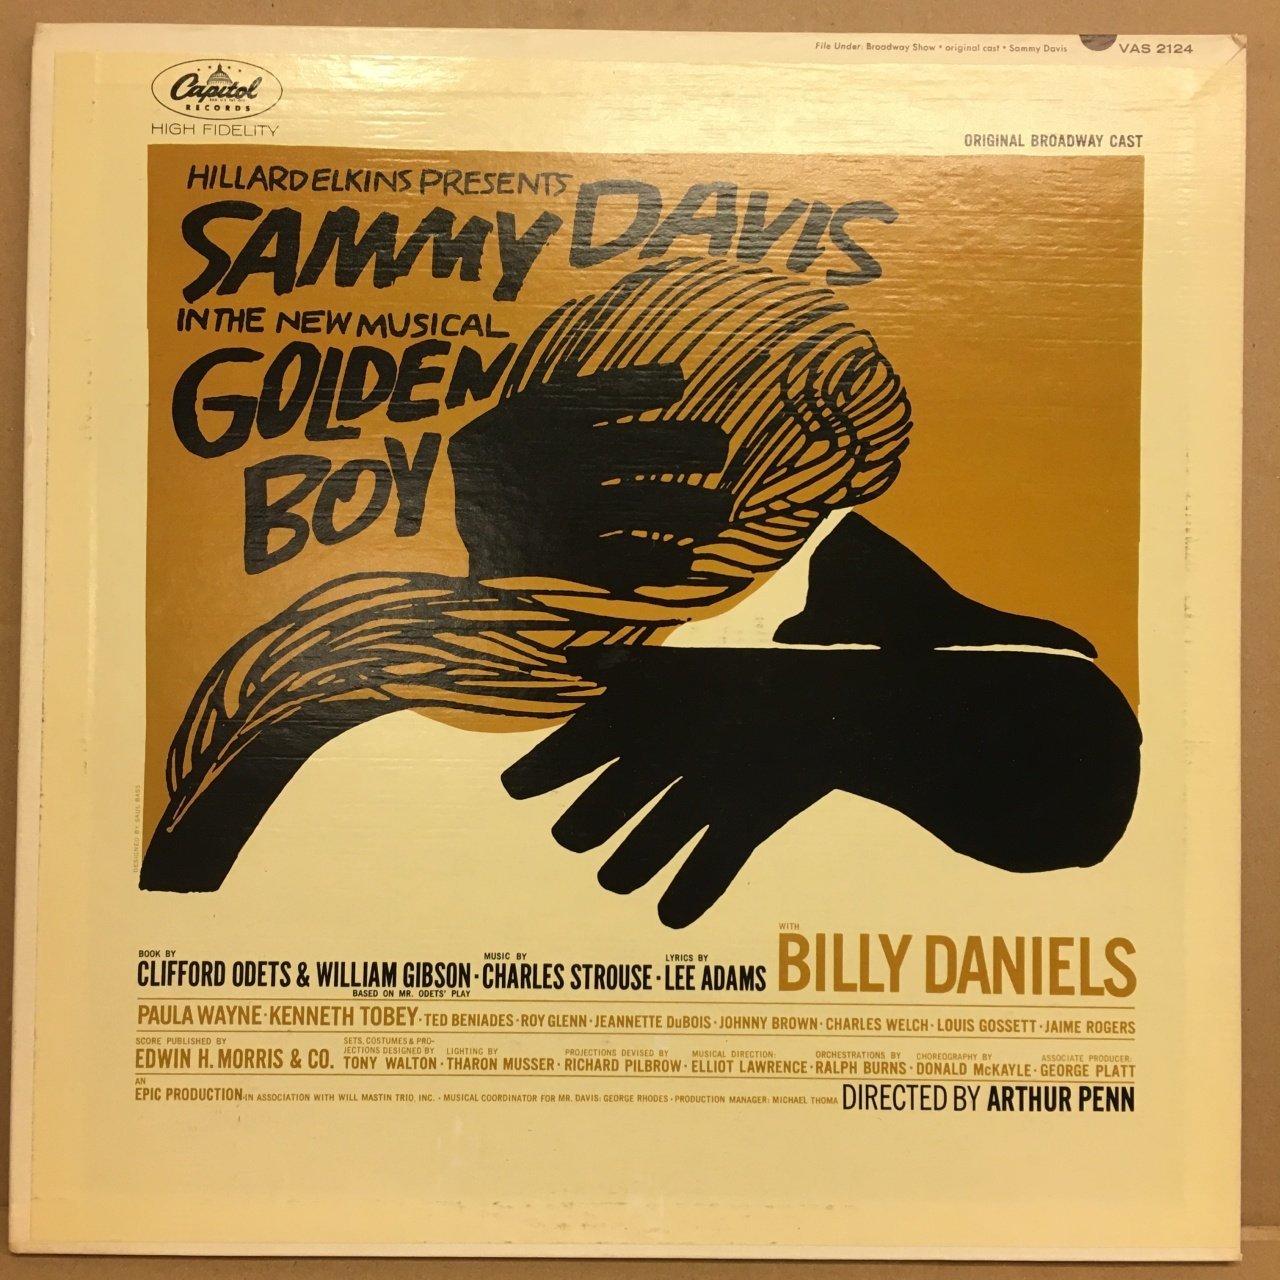 File Under: Broadway Show • original cast • Sammy Davis
VAS 2124
Capitol
RECORDS
HIGH FIDELITY
ORIGINAL BROADWAY CAST
HILLARD ELKINS PRESENTS
SAMMY DAVIS
IN THE NEW MUSICAL
GOLDEN
BOY
DESIGNED BY SAUL BASS
WITH
BILLY DANIELS
BOOK BY
CLIFFORD ODETS & WILLIAM GIBSON •
BASED ON MR. ODETS' PLAY
MUSIC BY
CHARLES STROUSE •
LYRICS BY
LEE ADAMS
PAULA WAYNE • KENNETH TOBEY • TED BENIADES • ROY GLENN • JEANNETTE DuBOIS • JOHNNY BROWN • CHARLES WELCH • LOUIS GOSSETT • JAIME ROGERS
SCORE PUBLISHED BY
EDWIN H. MORRIS & CO.
SETS, COSTUMES & PRO-
JECTIONS DESIGNED BY
TONY WALTON •
LIGHTING BY
THARON MUSSER •
PROJECTIONS DEVISED BY
RICHARD PILBROW •
MUSICAL DIRECTION:
ELLIOT LAWRENCE •
ORCHESTRATIONS BY
RALPH BURNS •
CHOREOGRAPHY BY
DONALD McKAYLE •
ASSOCIATE PRODUCER:
GEORGE PLATT
AN
EPIC PRODUCTION • IN ASSOCIATION WITH WILL MASTIN TRIO, INC. • MUSICAL COORDINATOR FOR MR. DAVIS: GEORGE RHODES • PRODUCTION MANAGER: MICHAEL THOMA
DIRECTED BY ARTHUR PENN